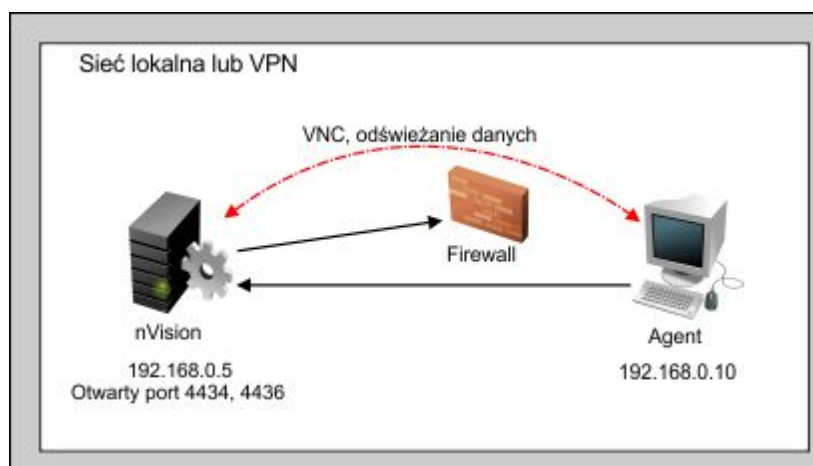 Sieć lokalna lub VPN
VNC, odświeżanie danych
Firewall
nVision
192.168.0.5
Otwarty port 4434, 4436
Agent
192.168.0.10